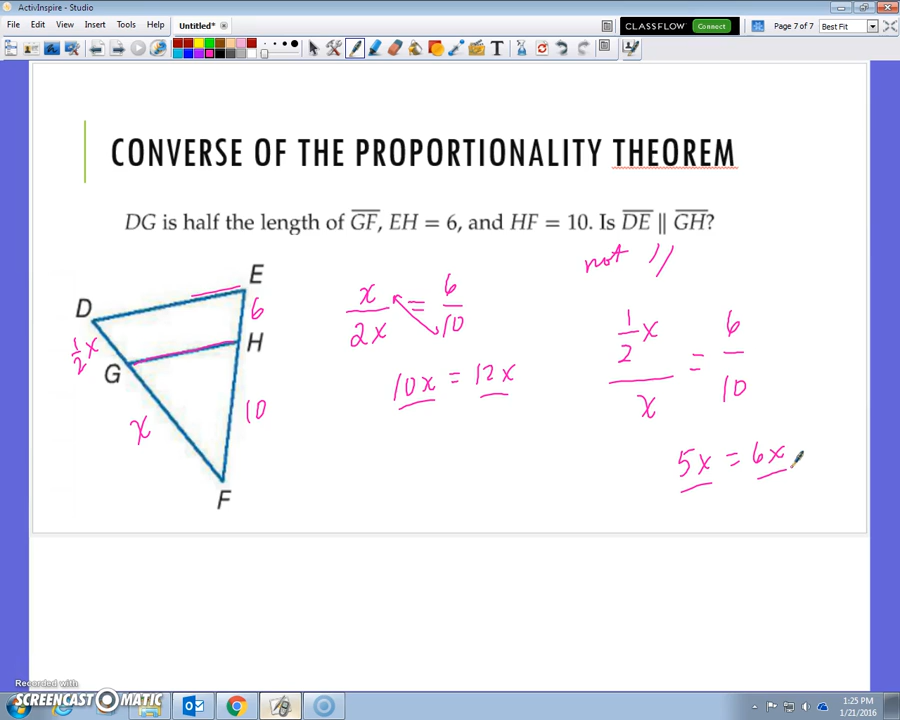 ActivInspire - Studio
File Edit View Insert Tools Help Untitled*
CLASSFLOW Connect Page 7 of 7 Best Fit
CONVERSE OF THE PROPORTIONALITY THEOREM
DG is half the length of GF, EH = 6, and HF = 10. Is DE || GH?
not //
E
D
6
H
G
1/2 x
x
10
F
x/2x = 6/10
10x = 12x
1/2 x / x = 6/10
5x = 6x
Recorded with
SCREENCAST MATIC
1:25 PM
1/21/2016